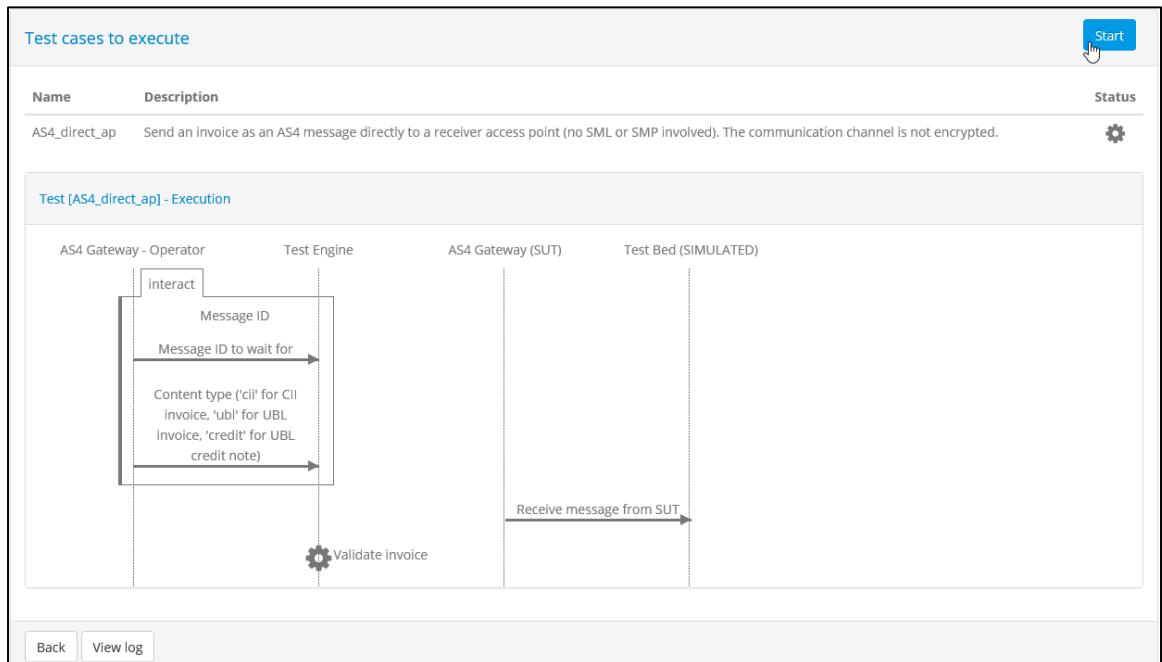 Test cases to execute
Start
Name Description Status
AS4_direct_ap Send an invoice as an AS4 message directly to a receiver access point (no SML or SMP involved). The communication channel is not encrypted.
Test [AS4_direct_ap] - Execution
AS4 Gateway - Operator Test Engine AS4 Gateway (SUT) Test Bed (SIMULATED)
interact
Message ID
Message ID to wait for
Content type ('cii' for CII
invoice, 'ubl' for UBL
invoice, 'credit' for UBL
credit note)
Receive message from SUT
Validate invoice
Back View log